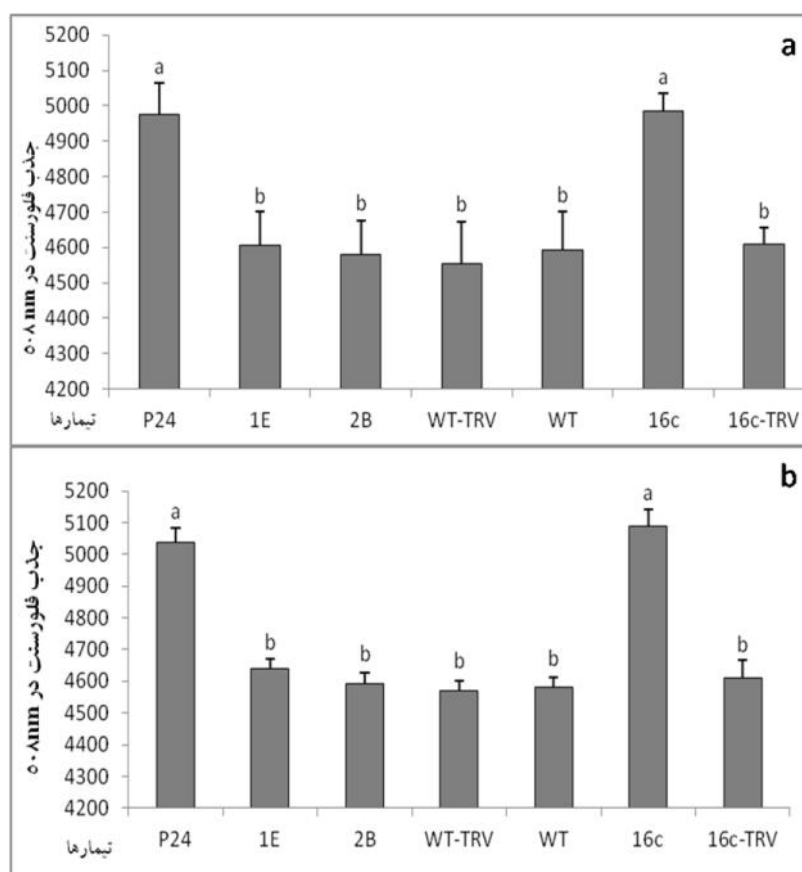 a
5200
5100
5000
4900
4800
4700
4600
4500
4400
4300
4200
جذب فلورسنت در ۵۰۸ nm
a
b
b
b
b
a
b
تیمارها
P24
1E
2B
WT-TRV
WT
16c
16c-TRV
b
5200
5100
5000
4900
4800
4700
4600
4500
4400
4300
4200
جذب فلورسنت در ۵۰۸nm
a
b
b
b
b
a
b
تیمارها
P24
1E
2B
WT-TRV
WT
16c
16c-TRV